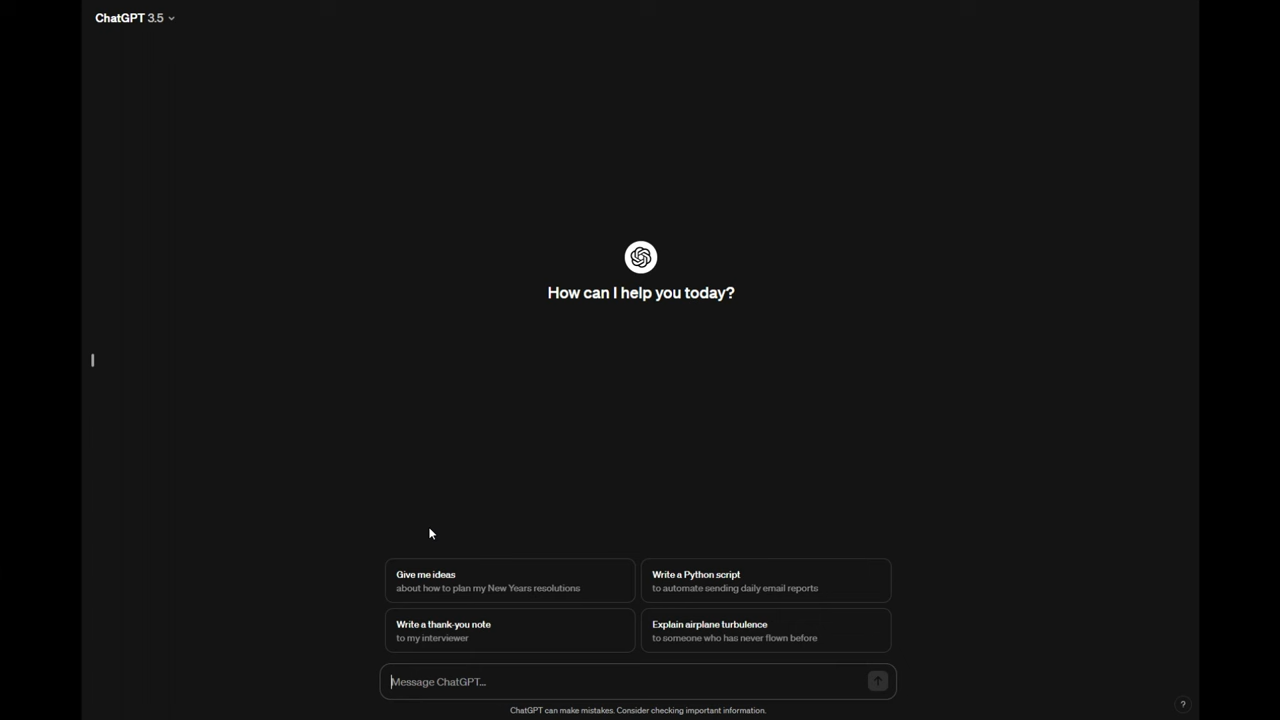 ChatGPT 3.5
How can I help you today?
Give me ideas
about how to plan my New Years resolutions
Write a Python script
to automate sending daily email reports
Write a thank-you note
to my interviewer
Explain airplane turbulence
to someone who has never flown before
Message ChatGPT...
ChatGPT can make mistakes. Consider checking important information.
?